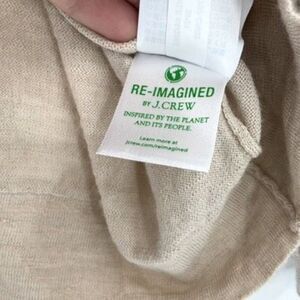 RE-IMAGINED
BY J.CREW
INSPIRED BY THE PLANET
AND ITS PEOPLE.
Learn more at
jcrew.com/reimagined